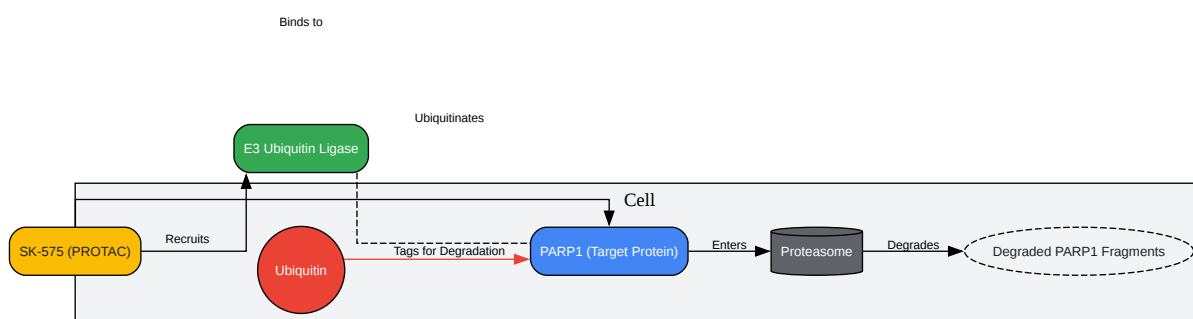 Binds to
Ubiquitinates
E3 Ubiquitin Ligase
Cell
Recruits
SK-575 (PROTAC)
Tags for Degradation
PARP1 (Target Protein)
Enters
Proteasome
Degrades
Degraded PARP1 Fragments
Ubiquitin